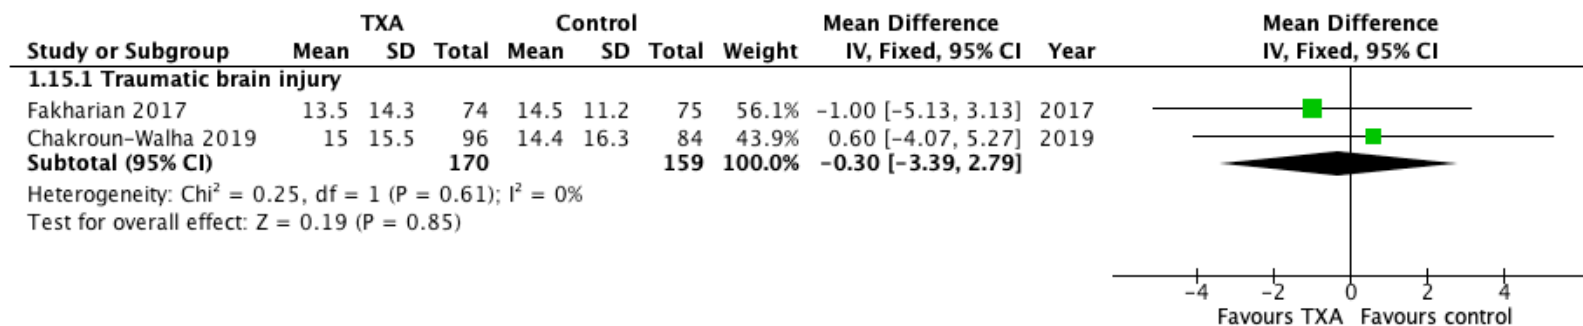 TXA Control Mean Difference Mean Difference
Study or Subgroup Mean SD Total Mean SD Total Weight IV, Fixed, 95% CI Year IV, Fixed, 95% CI
1.15.1 Traumatic brain injury
Fakharian 2017 13.5 14.3 74 14.5 11.2 75 56.1% −1.00 [−5.13, 3.13] 2017
Chakroun−Walha 2019 15 15.5 96 14.4 16.3 84 43.9% 0.60 [−4.07, 5.27] 2019
Subtotal (95% CI) 170 159 100.0% −0.30 [−3.39, 2.79]
Heterogeneity: Chi² = 0.25, df = 1 (P = 0.61); I² = 0%
Test for overall effect: Z = 0.19 (P = 0.85)
−4 −2 0 2 4
Favours TXA Favours control